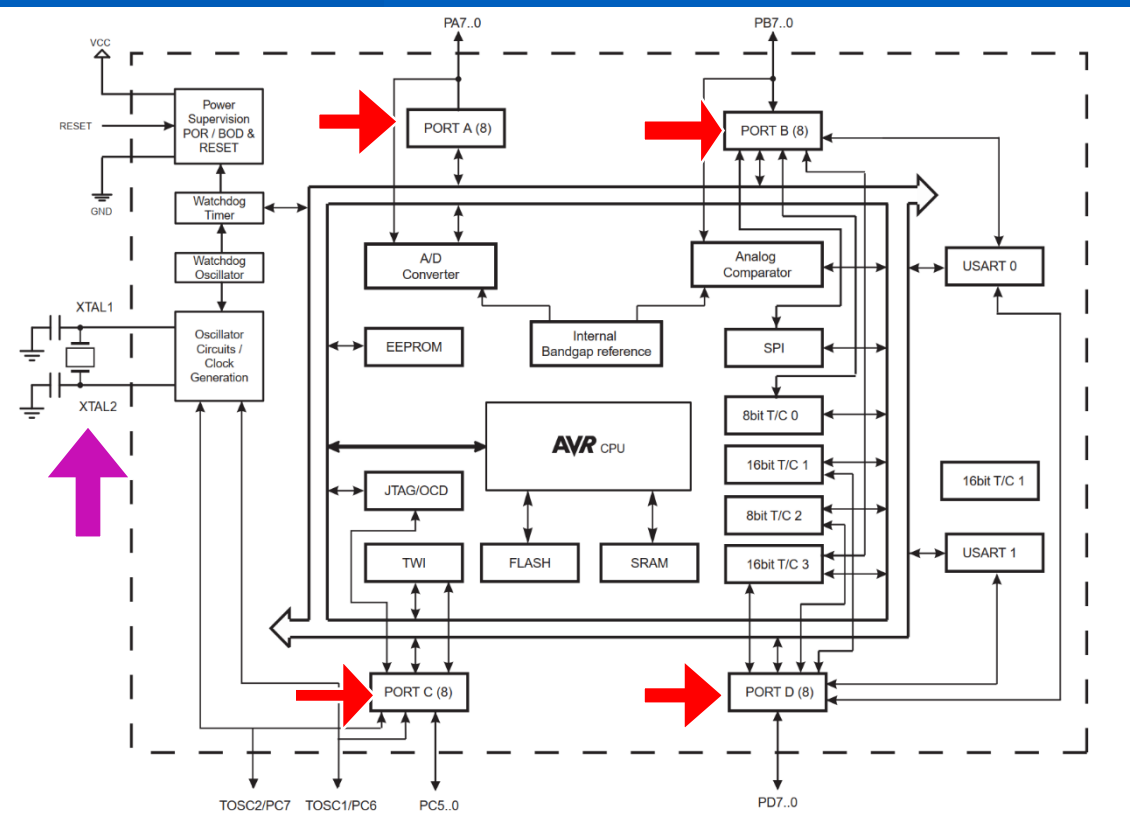 PA7..0
PB7..0
VCC
RESET
GND
Power
Supervision
POR / BOD &
RESET
PORT A (8)
PORT B (8)
Watchdog
Timer
Watchdog
Oscillator
A/D
Converter
Analog
Comparator
USART 0
XTAL1
XTAL2
Oscillator
Circuits /
Clock
Generation
EEPROM
Internal
Bandgap reference
SPI
8bit T/C 0
AVR CPU
16bit T/C 1
16bit T/C 1
JTAG/OCD
8bit T/C 2
TWI
FLASH
SRAM
16bit T/C 3
USART 1
PORT C (8)
PORT D (8)
TOSC2/PC7
TOSC1/PC6
PC5..0
PD7..0